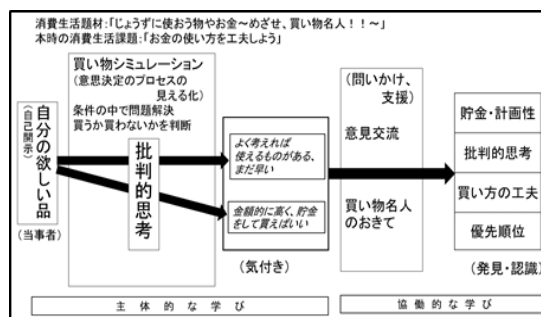 消費生活題材:「じょうずに使おう物やお金~めざせ、買い物名人!!~」
本時の消費生活課題:「お金の使い方を工夫しよう」
自分の欲しい品
(自己開示)
(当事者)
買い物シミュレーション
(意思決定のプロセスの
見える化)
条件の中で問題解決
買うか買わないかを判断
批判的思考
よく考えれば
使えるものがある、
まだ早い
金額的に高く、貯金
をして買えばいい
(気付き)
(問いかけ、
支援)
意見交流
買い物名人
のおきて
貯金・計画性
批判的思考
買い方の工夫
優先順位
(発見・認識)
主体的な学び
協働的な学び